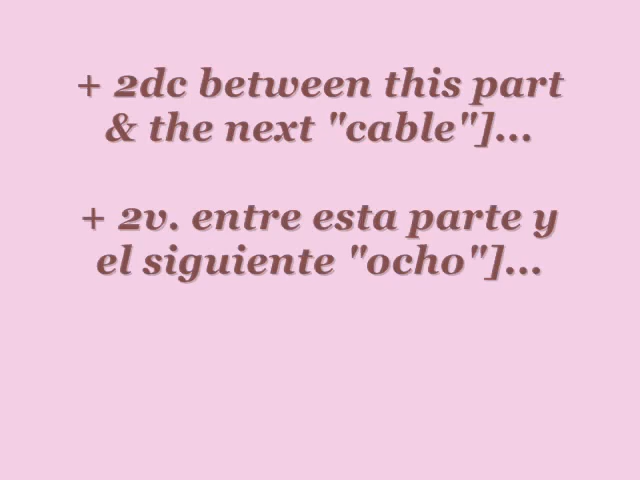 + 2dc between this part
& the next "cable"]...
+ 2v. entre esta parte y
el siguiente "ocho"]...